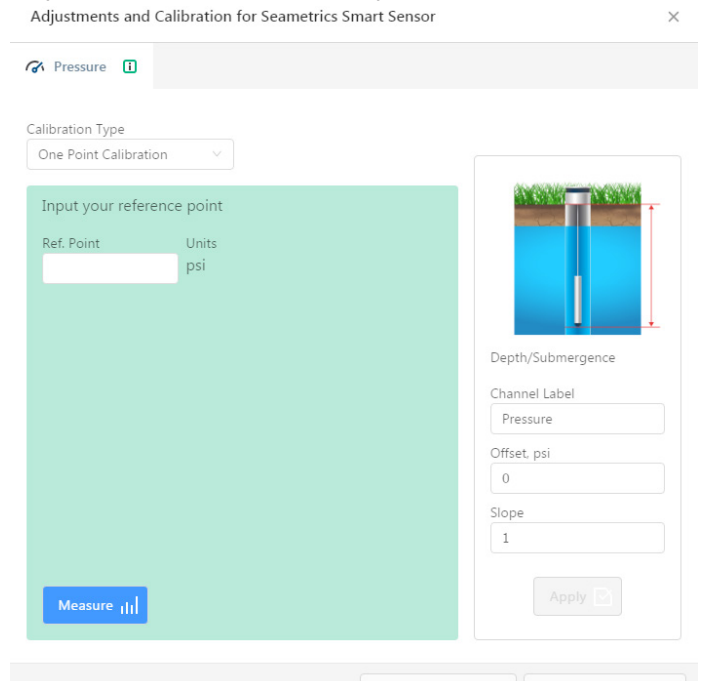 Adjustments and Calibration for Seametrics Smart Sensor
Pressure
Calibration Type
One Point Calibration
Input your reference point
Ref. Point Units
psi
Measure
Depth/Submergence
Channel Label
Pressure
Offset, psi
0
Slope
1
Apply